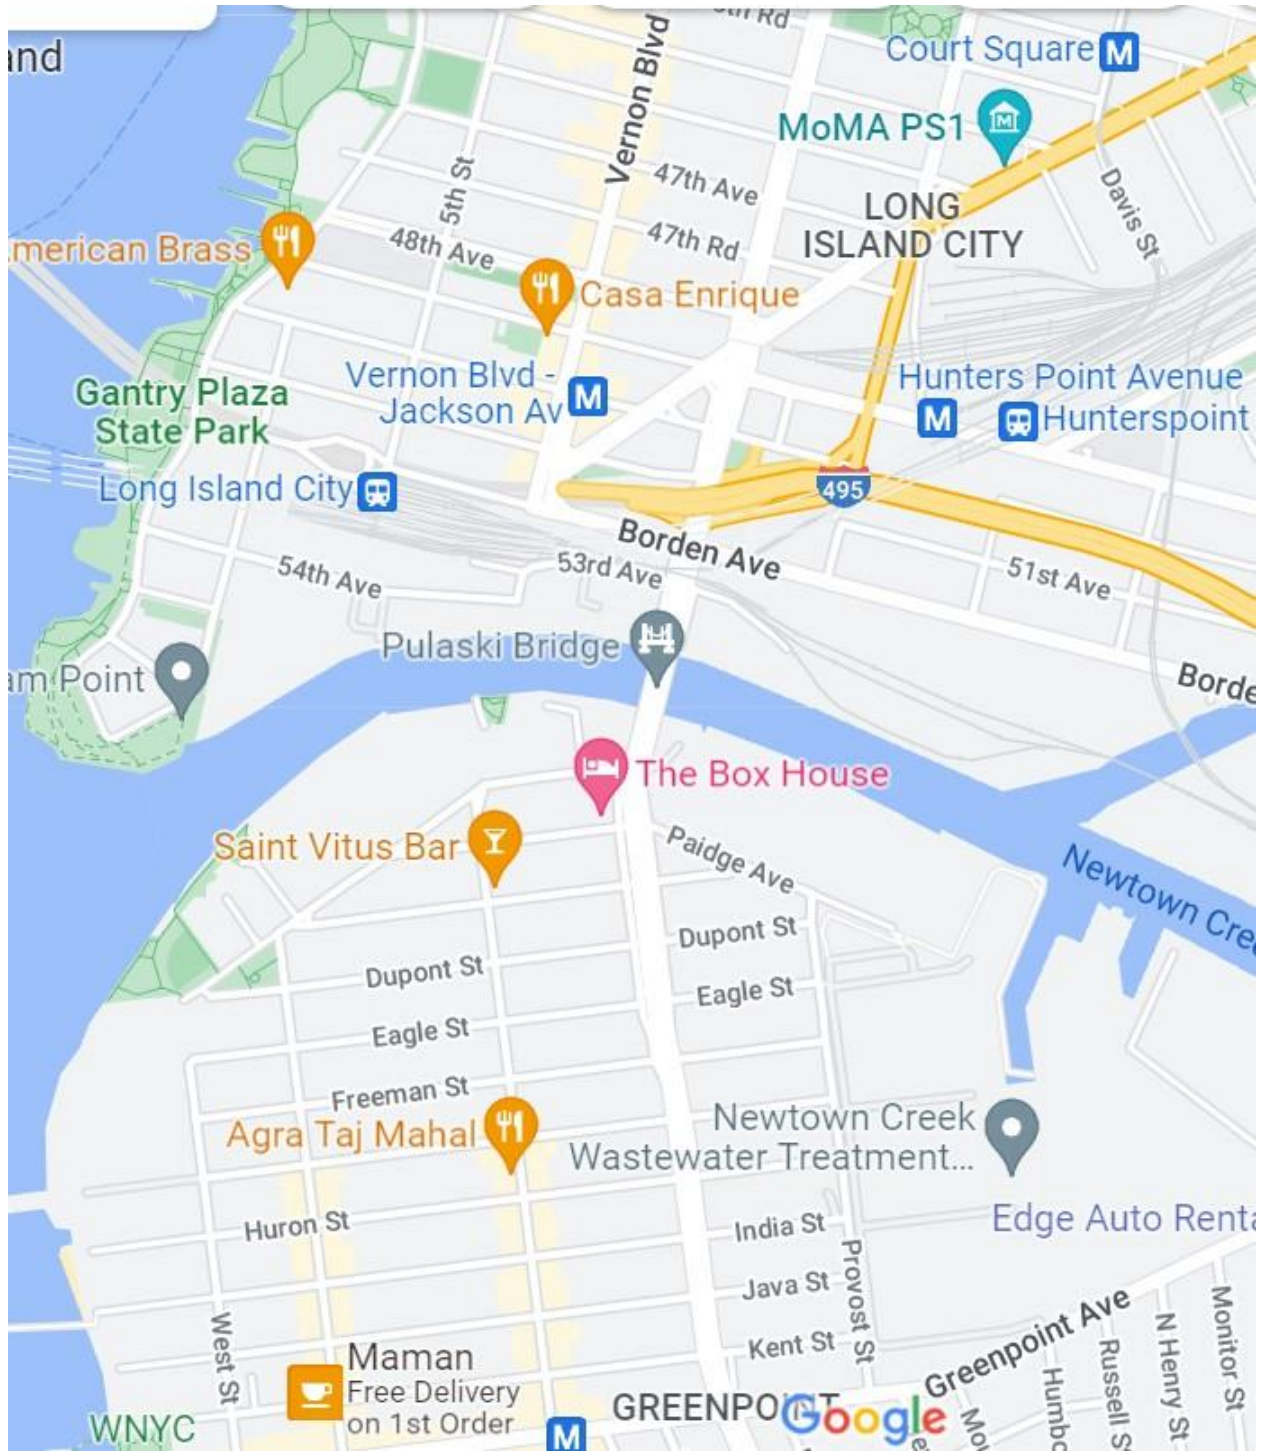 and
Vernon Blvd
Court Square M
MoMA PS1
47th Ave
Davis St
5th St
LONG
ISLAND CITY
47th Rd
48th Ave
American Brass
Casa Enrique
Vernon Blvd -
Jackson Av M
Hunters Point Avenue
M
Hunterspoint
Gantry Plaza
State Park
Long Island City
495
Borden Ave
53rd Ave
54th Ave
51st Ave
Pulaski Bridge
am Point
Borde
The Box House
Saint Vitus Bar
Paidge Ave
Newtown Cree
Dupont St
Dupont St
Eagle St
Eagle St
Freeman St
Agra Taj Mahal
Newtown Creek
Wastewater Treatment...
Edge Auto Renta
Huron St
India St
Provost St
Java St
Kent St
Greenpoint Ave
West St
Monitor St
N Henry St
Russell S
Humbo
Maman
Free Delivery
on 1st Order
GREENPOINT
Google
WNYC
M